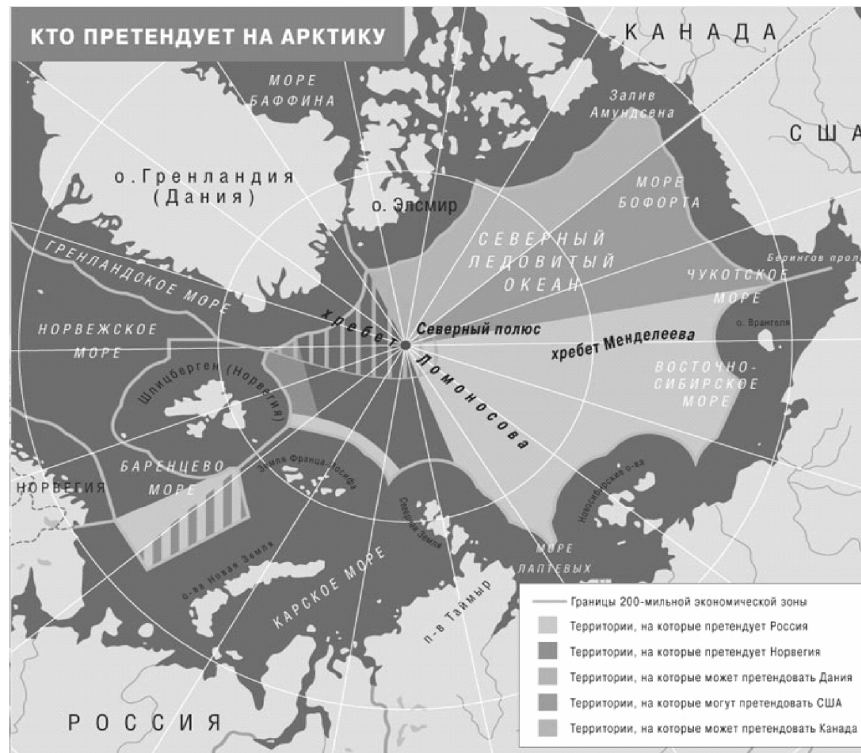 КТО ПРЕТЕНДУЕТ НА АРКТИКУ
КАНАДА
МОРЕ
БАФФИНА
Залив
Амундсена
США
о. Гренландия
(Дания)
о. Элсмир
МОРЕ
БОФОРТА
СЕВЕРНЫЙ
ЛЕДОВИТЫЙ
ОКЕАН
Берингов прол
ГРЕНЛАНДСКОЕ МОРЕ
ЧУКОТСКОЕ
МОРЕ
НОРВЕЖСКОЕ
МОРЕ
хребет
Ломоносова
Северный полюс
о. Врангеля
хребет Менделеева
ВОСТОЧНО-
СИБИРСКОЕ
МОРЕ
Шпицберген (Норвегия)
БАРЕНЦЕВО
МОРЕ
Земля Франца-Иосифа
НОРВЕГИЯ
Северная Земля
Новосибирские о-ва
о-ва Новая Земля
КАРСКОЕ МОРЕ
МОРЕ
ЛАПТЕВЫХ
п-в Таймыр
РОССИЯ
Границы 200-мильной экономической зоны
Территории, на которые претендует Россия
Территории, на которые претендует Норвегия
Территории, на которые может претендовать Дания
Территории, на которые могут претендовать США
Территории, на которые может претендовать Канада